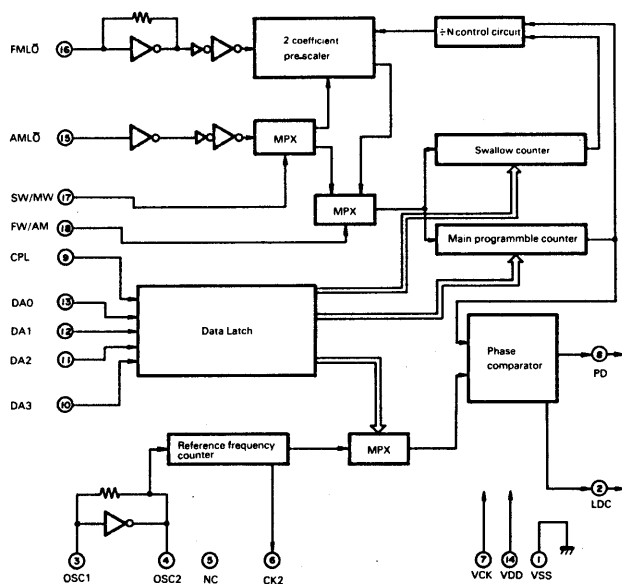 FMLO̅ 16
2 coefficient
pre.scaler
÷N control circuit
AMLO̅ 15
MPX
Swallow counter
SW/MW 17
MPX
FW/AM 18
Main programmble counter
CPL 9
DA0 13
DA1 12
DA2 11
DA3 10
Data Latch
Phase
comparator
8
PD
Reference frequency
counter
MPX
2
LDC
3
OSC1
4
OSC2
5
NC
6
CK2
7
VCK
14
VDD
1
VSS